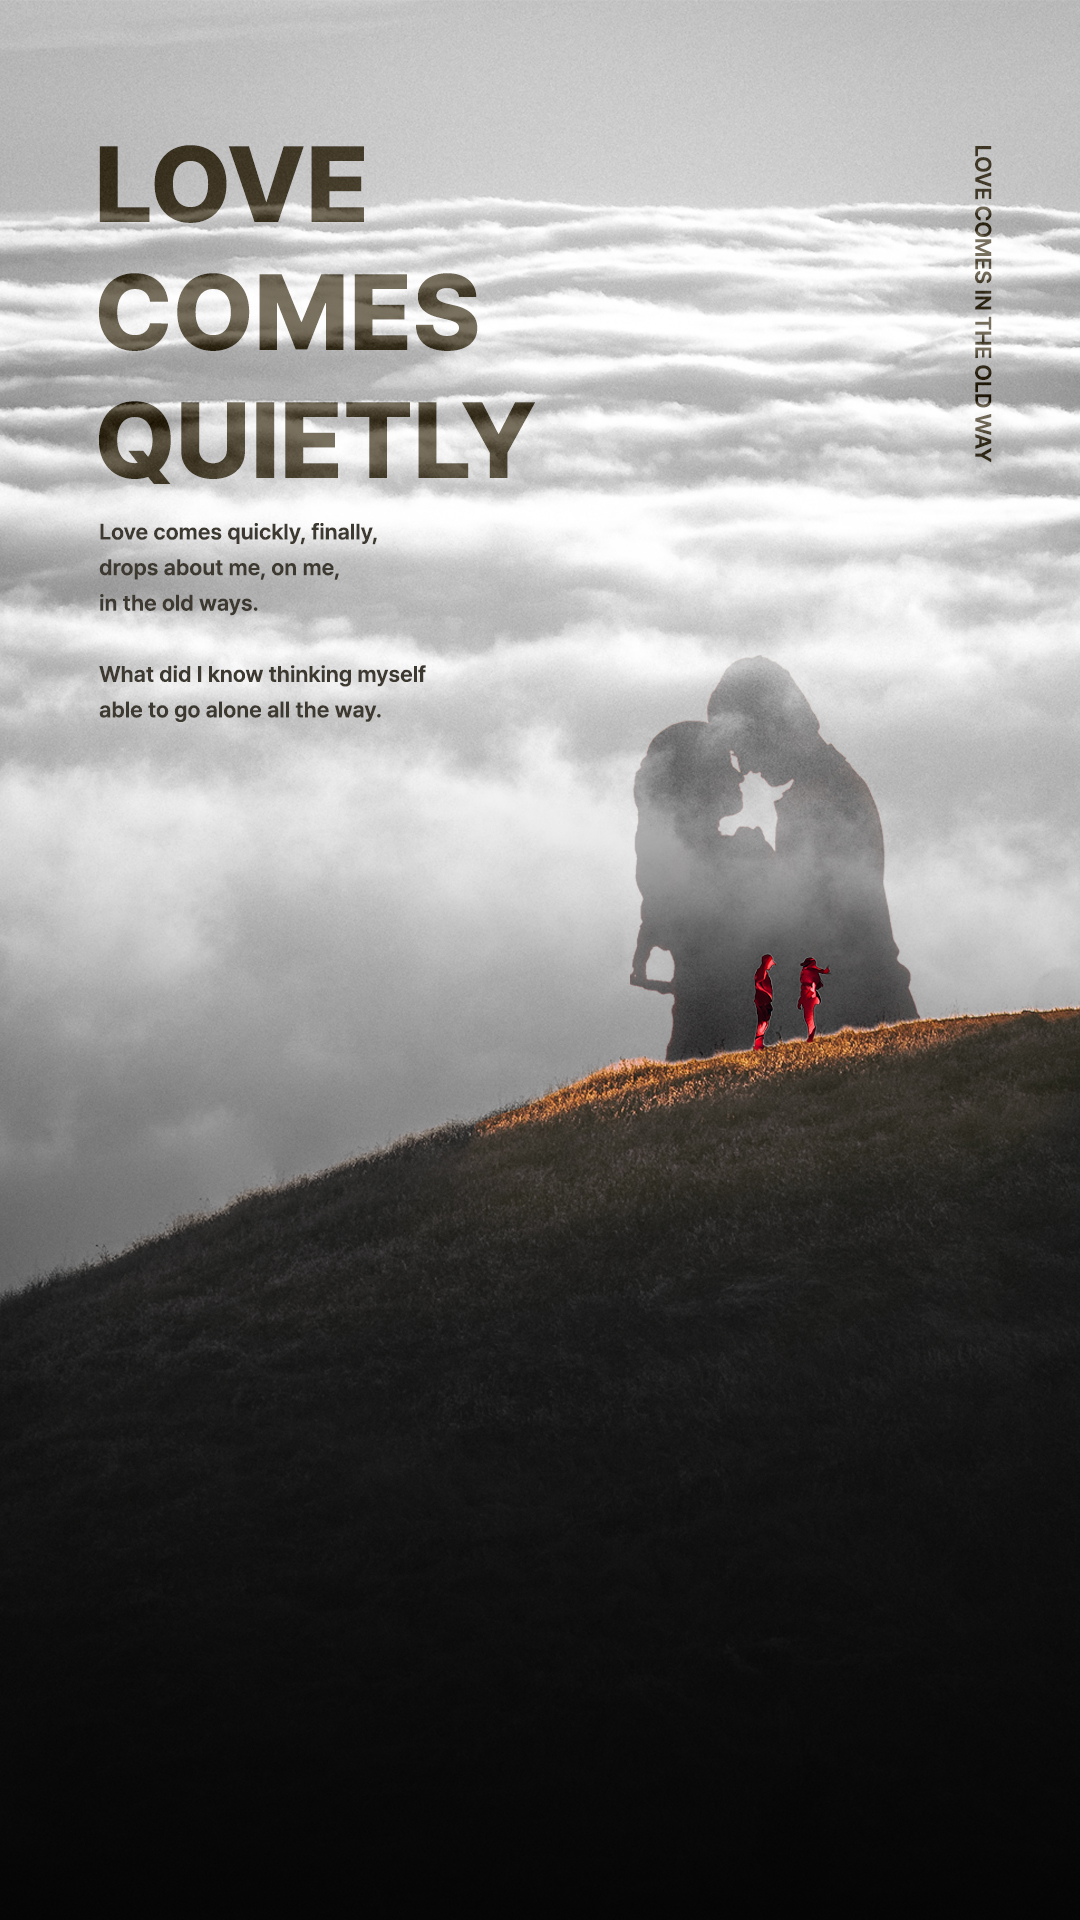 LOVE
COMES
QUIETLY
Love comes quickly, finally,
drops about me, on me,
in the old ways.
What did I know thinking myself
able to go alone all the way.
LOVE COMES IN THE OLD WAY